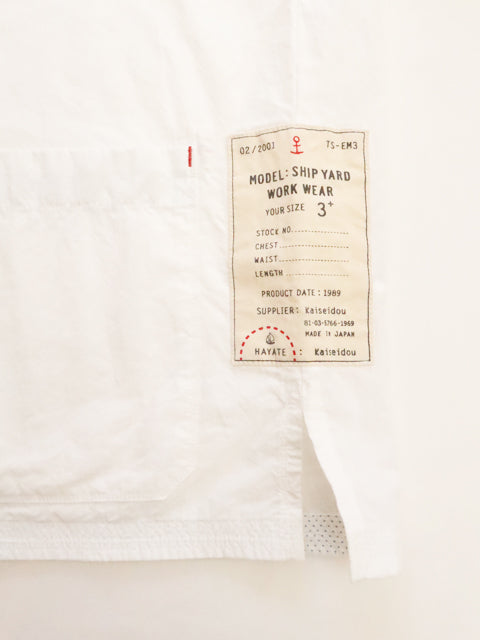 02/2001 TS-EM3
MODEL: SHIP YARD
WORK WEAR
YOUR SIZE 3+
STOCK NO.
CHEST
WAIST
LENGTH
PRODUCT DATE : 1989
SUPPLIER: Kaiseidou
81-03-3766-1969
MADE IN JAPAN
HAYATE : Kaiseidou